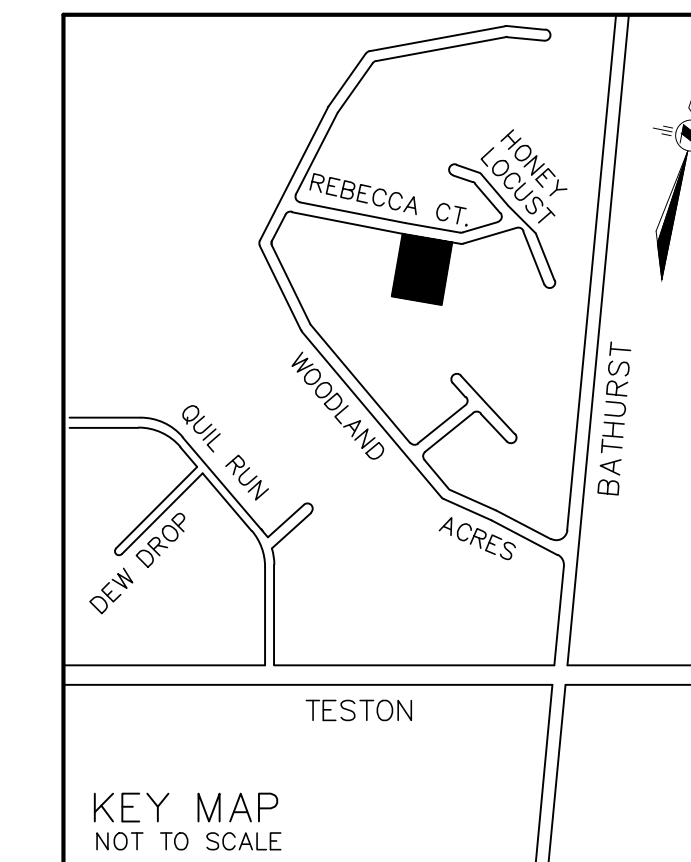 HONEY
LOCUST
REBECCA CT.
BATHURST
WOODLAND
ACRES
QUIL RUN
DEW DROP
TESTON
KEY MAP
NOT TO SCALE